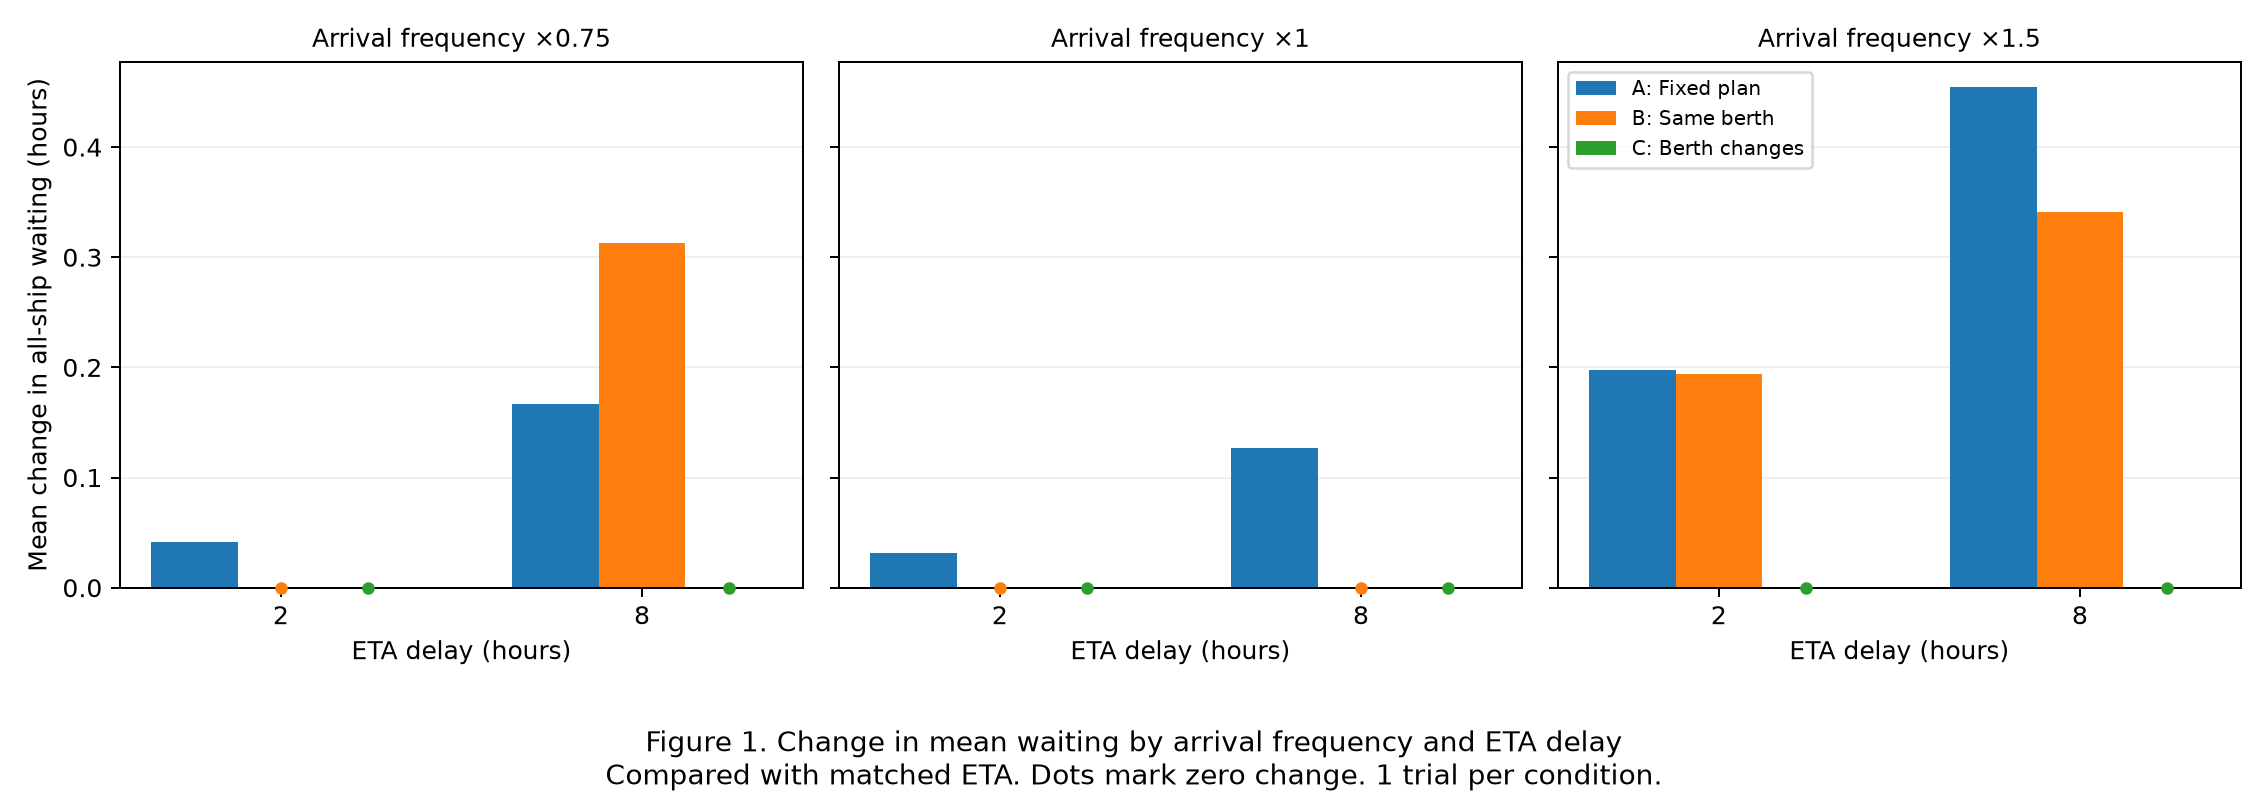 Arrival frequency ×0.75
Arrival frequency ×1
Arrival frequency ×1.5
Mean change in all-ship waiting (hours)
0.4
0.3
0.2
0.1
0.0
A: Fixed plan
B: Same berth
C: Berth changes
2
8
2
8
2
8
ETA delay (hours)
ETA delay (hours)
ETA delay (hours)
Figure 1. Change in mean waiting by arrival frequency and ETA delay
Compared with matched ETA. Dots mark zero change. 1 trial per condition.